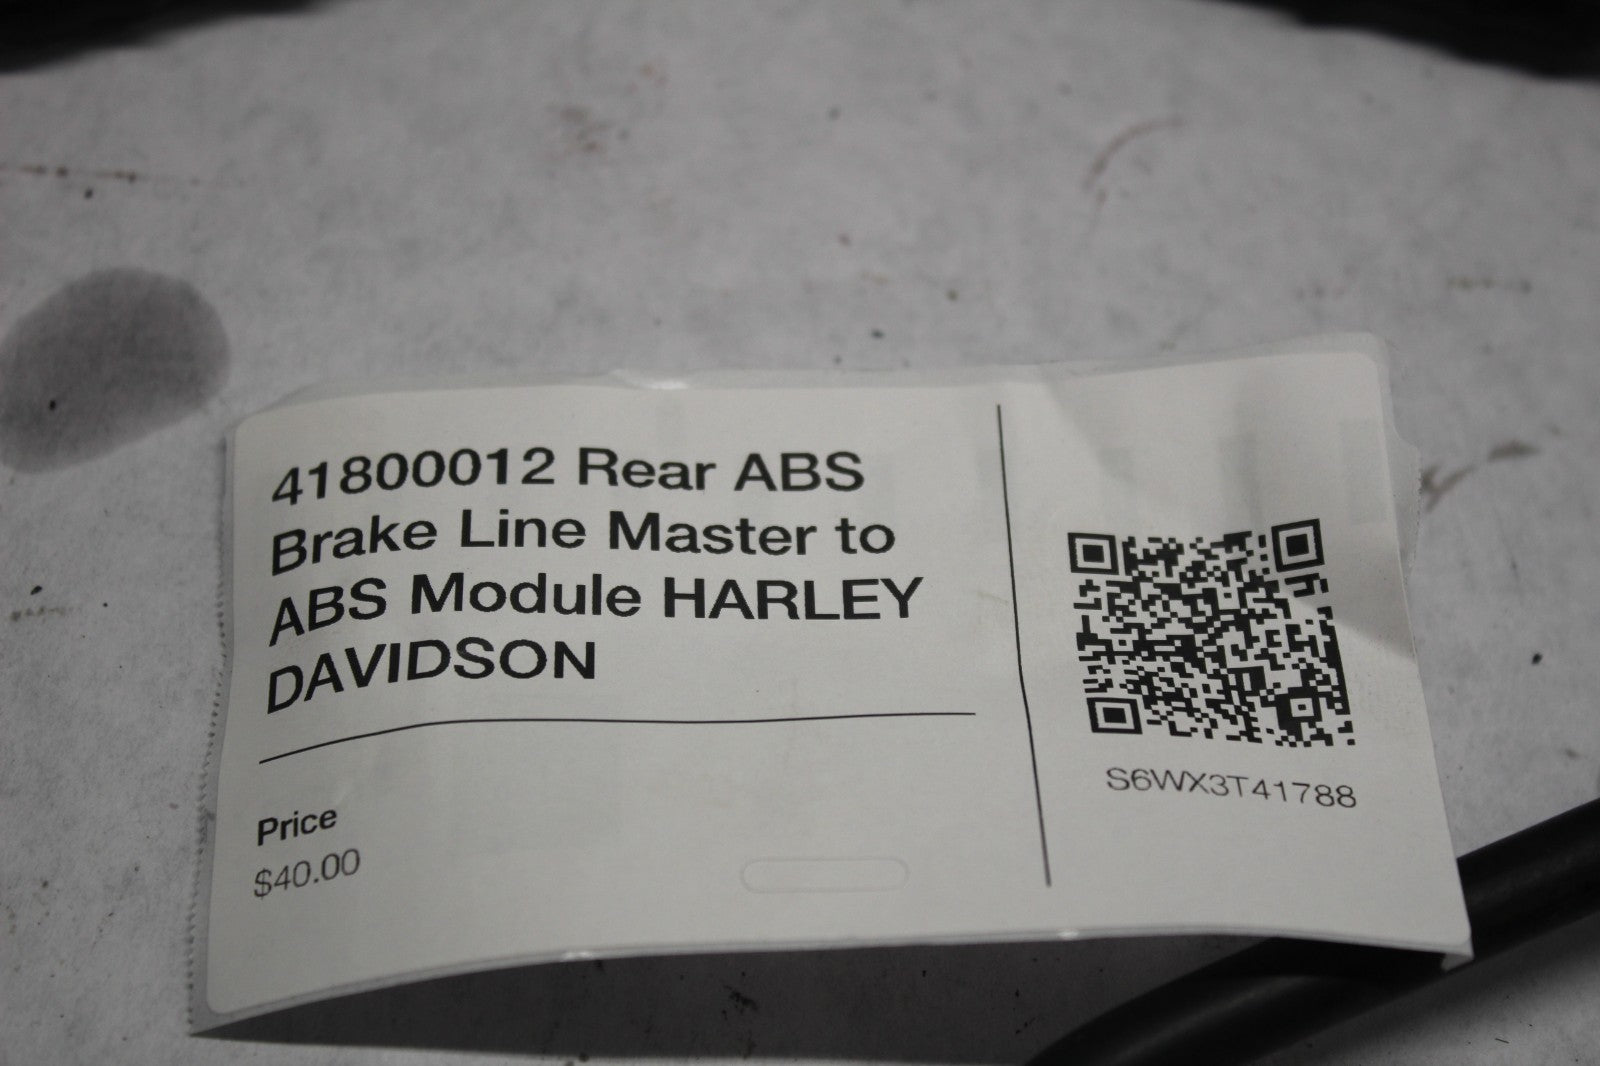 41800012 Rear ABS
Brake Line Master to
ABS Module HARLEY
DAVIDSON
Price
$40.00
S6WX3T41788